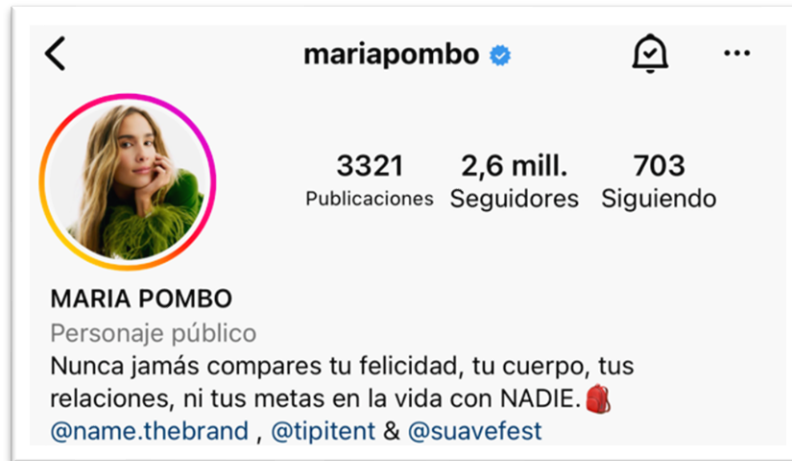 mariapombo
3321 2,6 mill. 703
Publicaciones Seguidores Siguiendo
MARIA POMBO
Personaje público
Nunca jamás compares tu felicidad, tu cuerpo, tus
relaciones, ni tus metas en la vida con NADIE.🎒
@name.thebrand , @tipitent & @suavefest